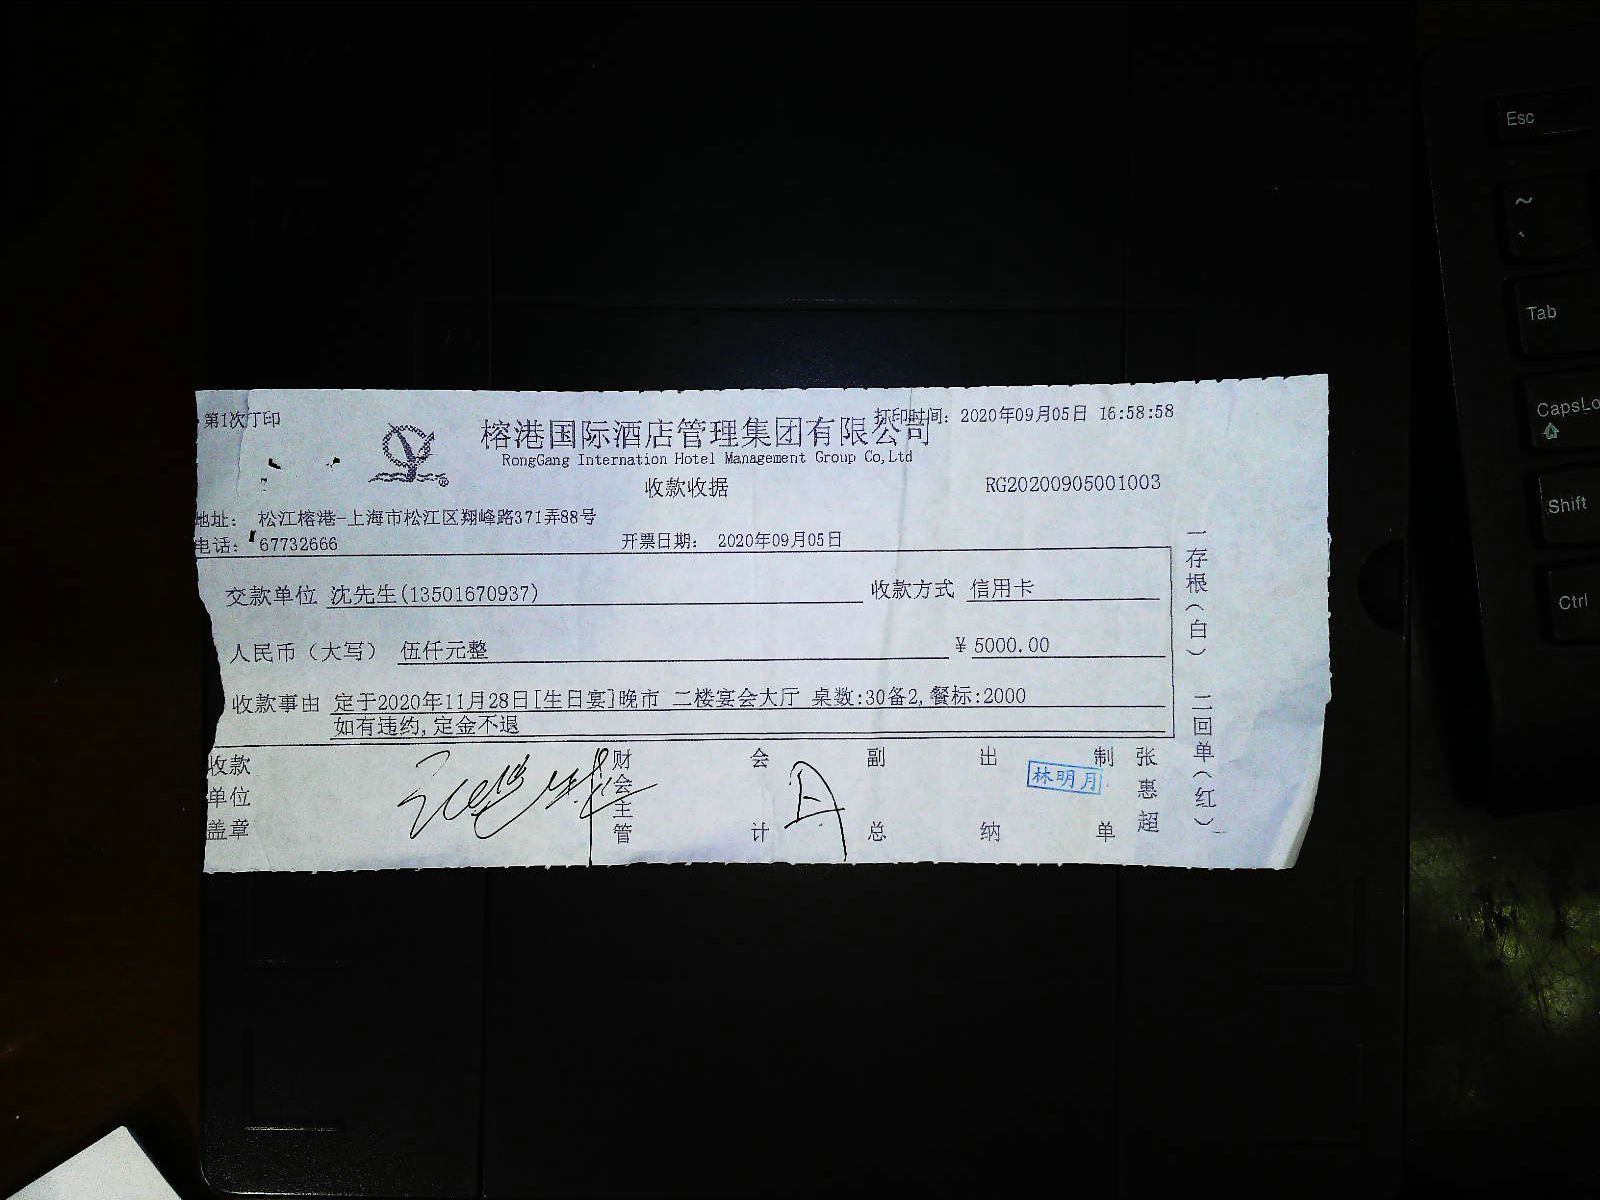 第1次打印
打印时间: 2020年09月05日 16:58:58
榕港国际酒店管理集团有限公司
RongGang Internation Hotel Management Group Co,Ltd
收款收据
RG20200905001003
地址: 松江榕港-上海市松江区翔峰路371弄88号
电话: 67732666
开票日期: 2020年09月05日
交款单位 沈先生(13501670937) 收款方式 信用卡
人民币(大写) 伍仟元整 ¥ 5000.00
收款事由 定于2020年11月28日[生日宴]晚市 二楼宴会大厅 桌数:30备2,餐标:2000
如有违约,定金不退
收款单位盖章
财会主管
会计
副总
出纳
林明月
制单
张惠超
一存根(白) 二回单(红)
Esc
~
Tab
CapsLo
Shift
Ctrl